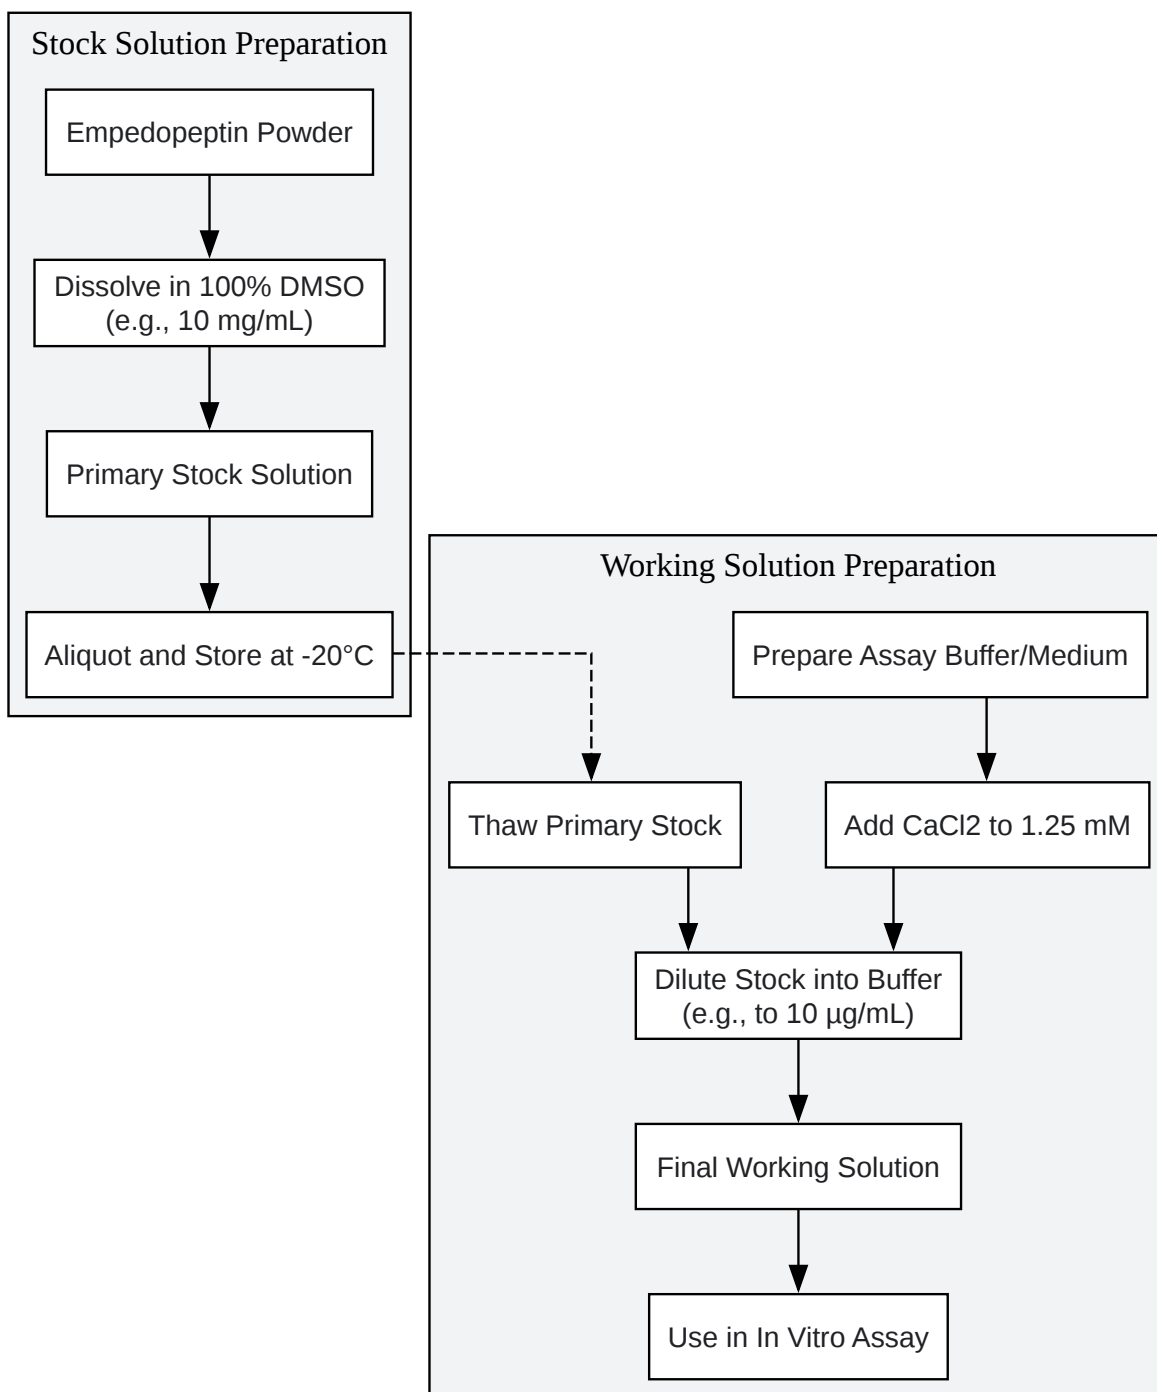 Stock Solution Preparation
Empedopeptin Powder
Dissolve in 100% DMSO
(e.g., 10 mg/mL)
Primary Stock Solution
Aliquot and Store at -20°C
Working Solution Preparation
Prepare Assay Buffer/Medium
Thaw Primary Stock
Add CaCl2 to 1.25 mM
Dilute Stock into Buffer
(e.g., to 10 µg/mL)
Final Working Solution
Use in In Vitro Assay